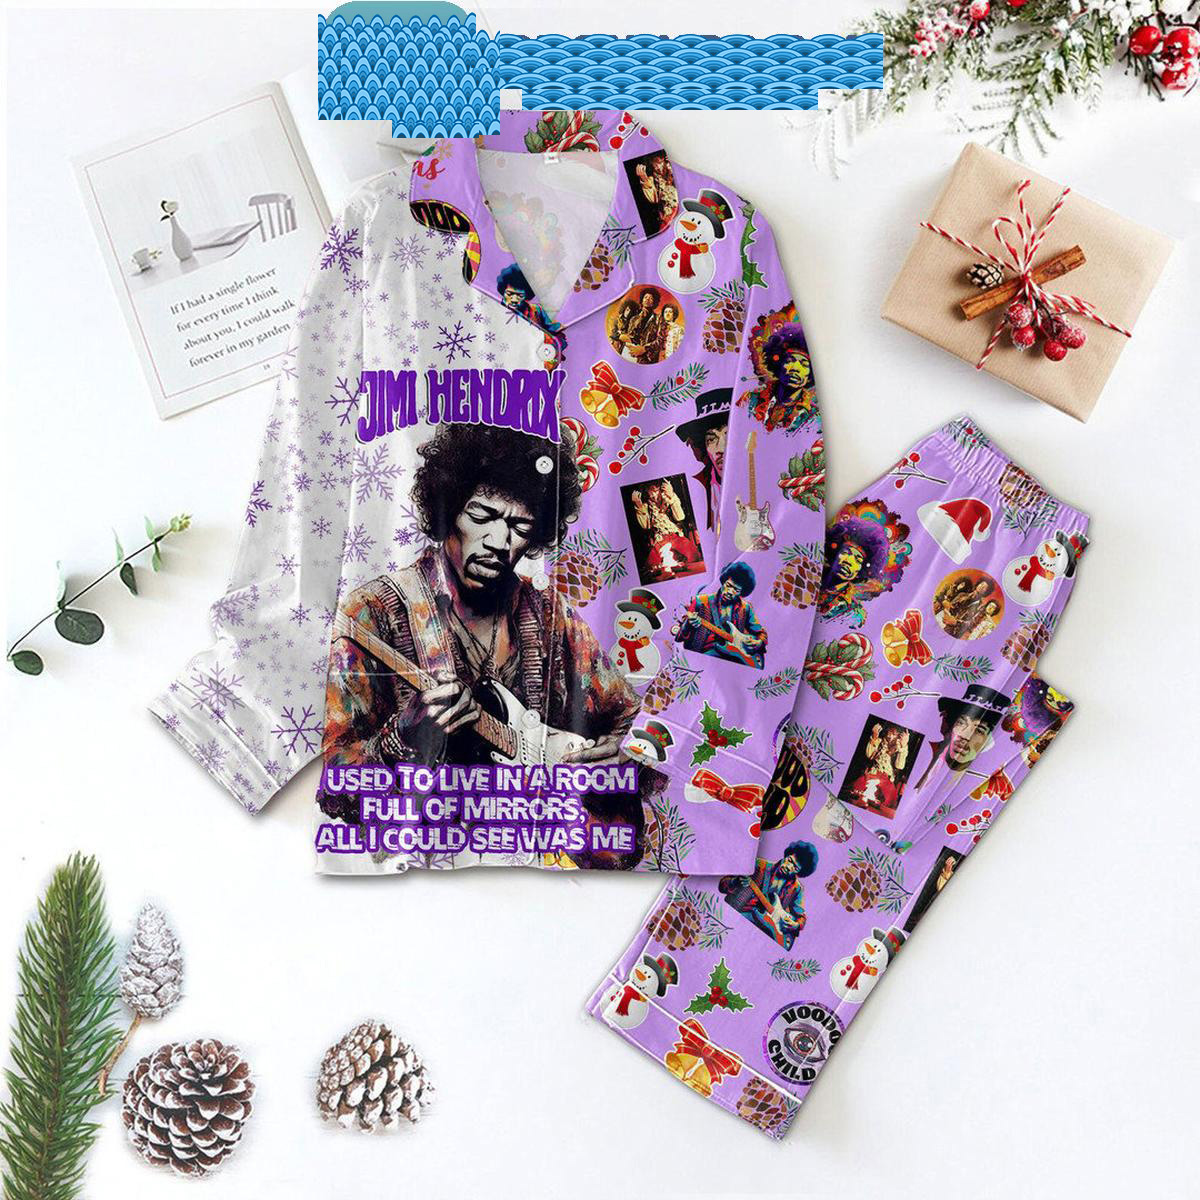 If I had a single flower
for every time I think
about you, I could walk
forever in my garden
as
JIMI HENDRIX
USED TO LIVE IN A ROOM
FULL OF MIRRORS,
ALL I COULD SEE WAS ME
VOODOO
CHILD